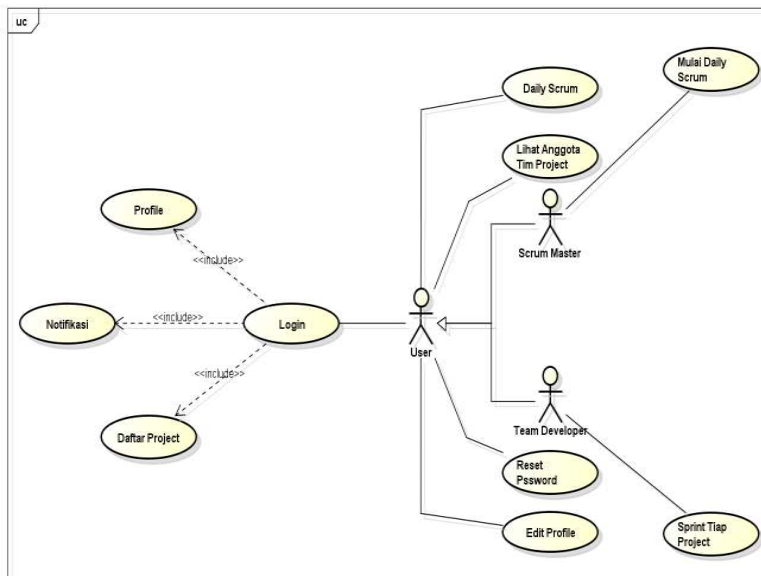 uc
Mulai Daily
Scrum
Daily Scrum
Lihat Anggota
Tim Project
Profile
Scrum Master
<<include>>
Notifikasi
<<include>>
Login
User
<<include>>
Daftar Project
Team Developer
Reset
Pssword
Edit Profile
Sprint Tiap
Project